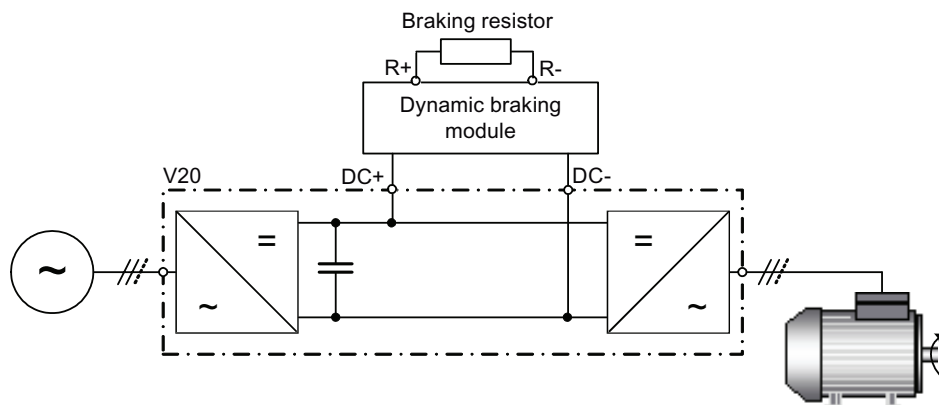 Braking resistor
R+ R-
Dynamic braking
module
V20 DC+ DC-
= =
~ ~ ~